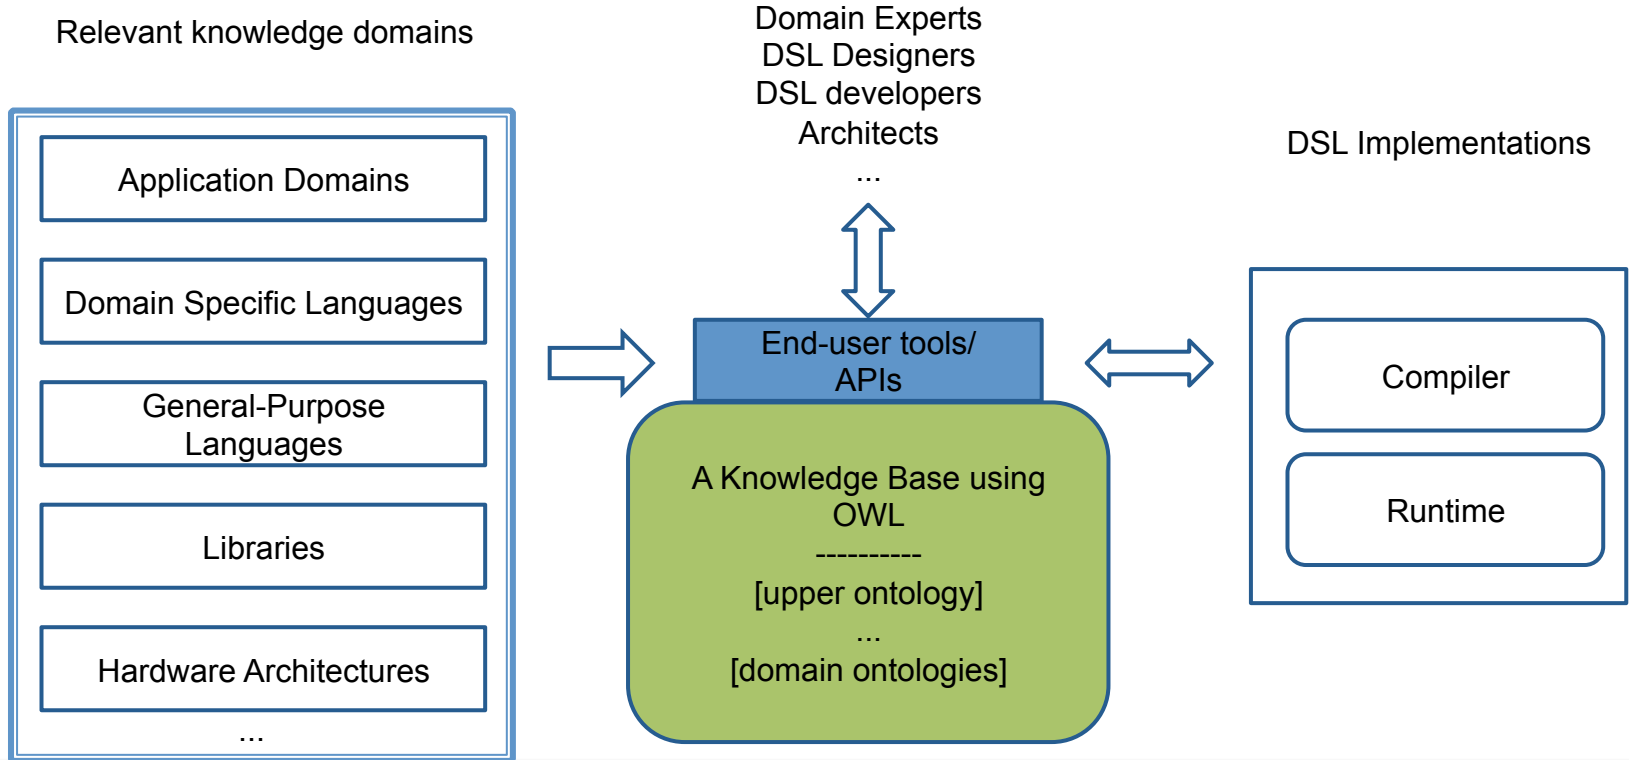 Relevant knowledge domains
Application Domains
Domain Specific Languages
General-Purpose
Languages
Libraries
Hardware Architectures
...
Domain Experts
DSL Designers
DSL developers
Architects
...
End-user tools/
APIs
A Knowledge Base using
OWL
----------
[upper ontology]
...
[domain ontologies]
DSL Implementations
Compiler
Runtime